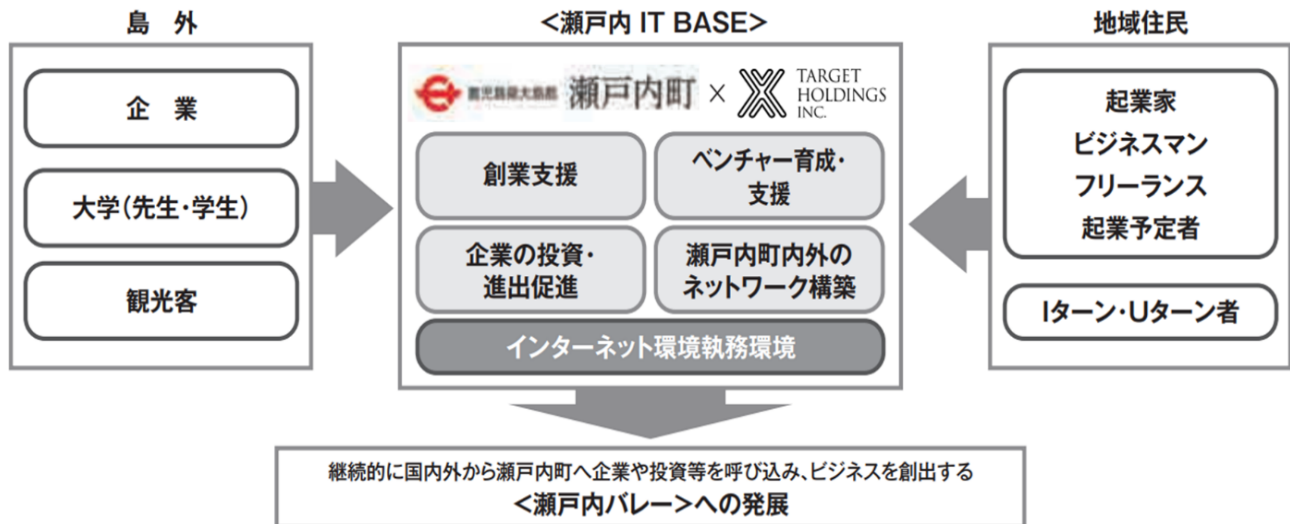 島 外
企 業
大学(先生・学生)
観光客
<瀬戸内 IT BASE>
鹿児島県大島郡 瀬戸内町 × TARGET
HOLDINGS
INC.
創業支援
ベンチャー育成・
支援
企業の投資・
進出促進
瀬戸内町内外の
ネットワーク構築
インターネット環境執務環境
地域住民
起業家
ビジネスマン
フリーランス
起業予定者
Iターン・Uターン者
継続的に国内外から瀬戸内町へ企業や投資等を呼び込み、ビジネスを創出する
<瀬戸内バレー>への発展